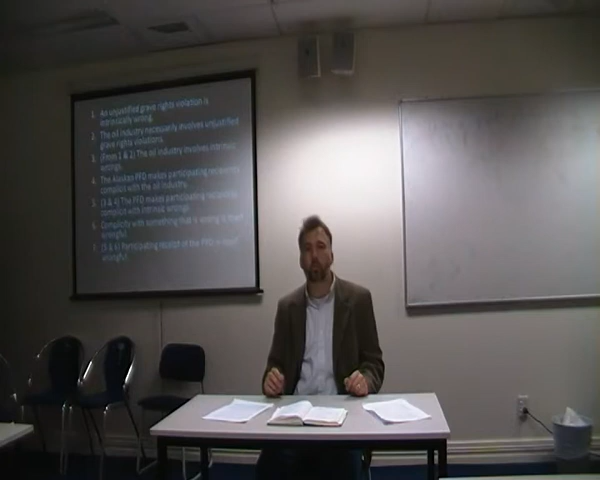 1. An unjustified grave rights violation is
intrinsically wrong.
2. The oil industry necessarily involves unjustified
grave rights violations.
3. (From 1 & 2) The oil industry involves intrinsic
wrongs.
4. The Alaskan PFD makes participating recipients
complicit with the oil industry.
5. (3 & 4) The PFD makes participating recipients
complicit with intrinsic wrongs.
6. Complicity with something that is wrong is itself
wrongful.
7. (5 & 6) Participating receipt of the PFD is itself
wrongful.